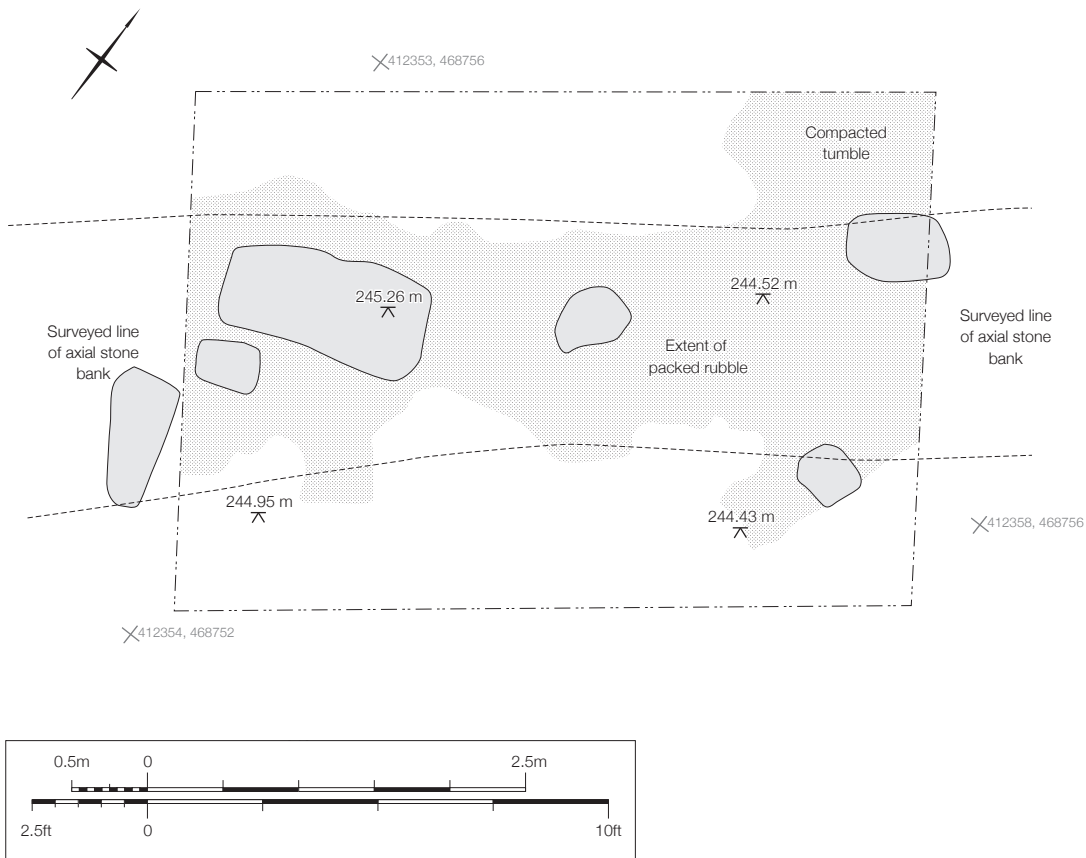 412353, 468756
Compacted
tumble
244.52 m
245.26 m
Surveyed line
of axial stone
bank
Extent of
packed rubble
Surveyed line
of axial stone
bank
244.95 m
244.43 m
412358, 468756
412354, 468752
0.5m 0 2.5m
2.5ft 0 10ft